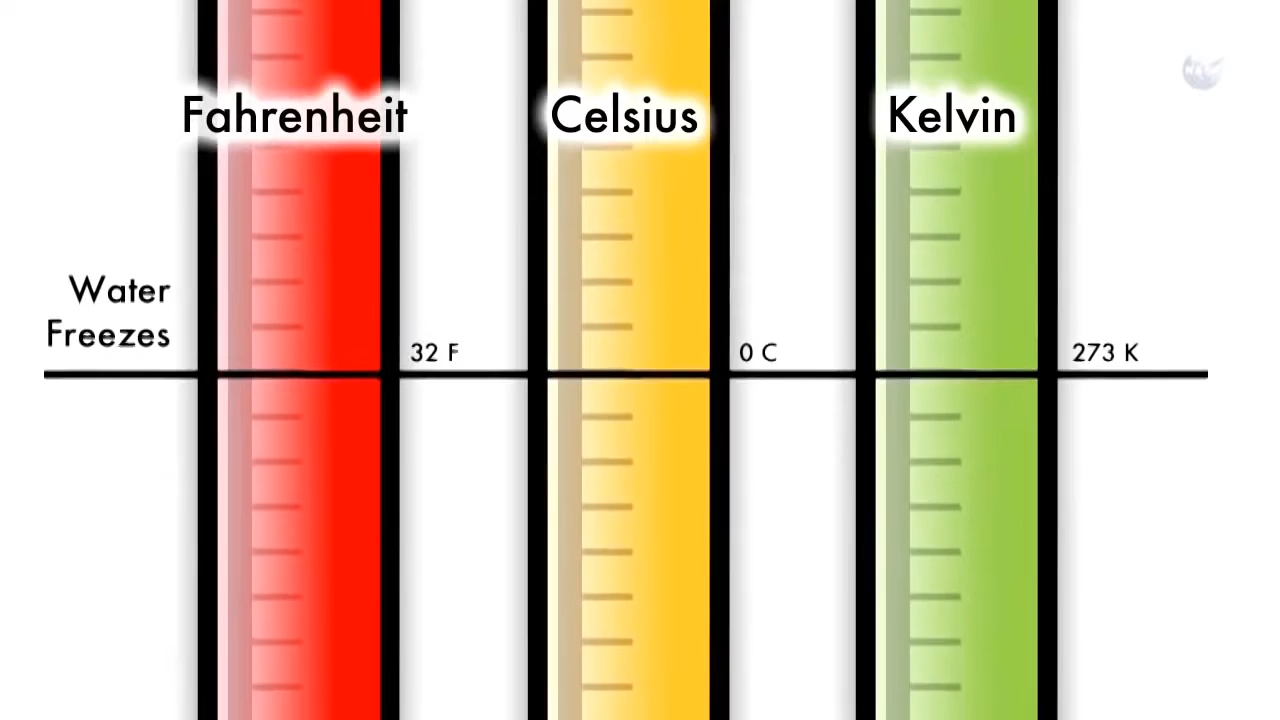 Fahrenheit
Celsius
Kelvin
Water
Freezes
32 F
0 C
273 K